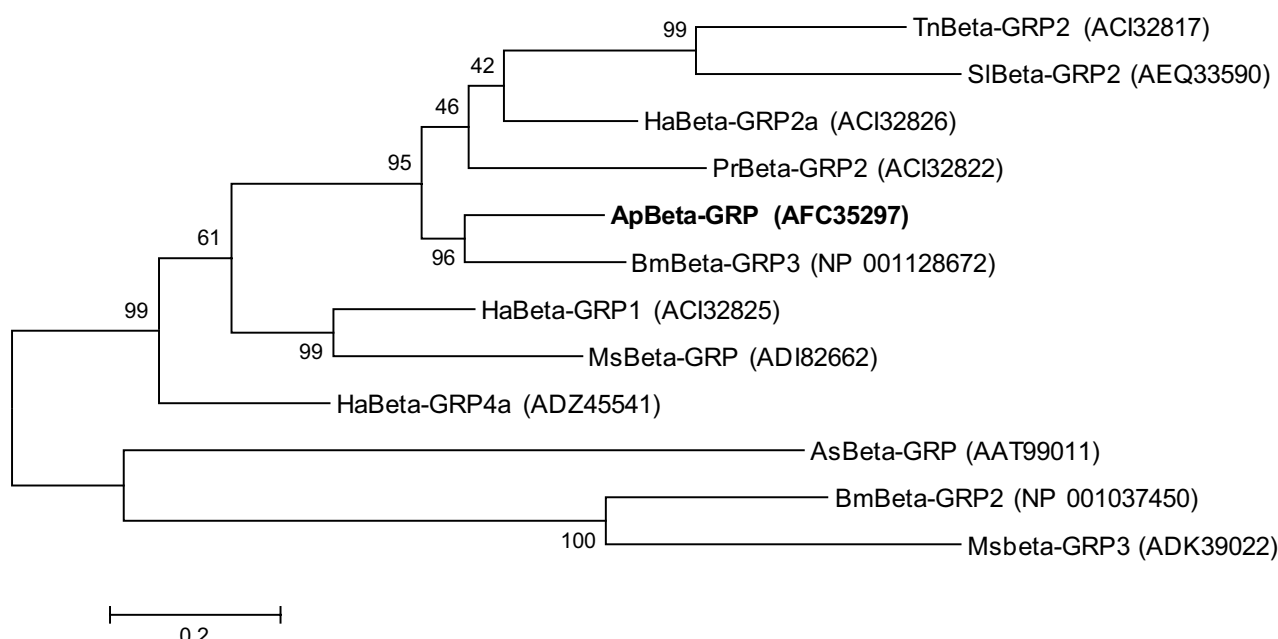 99
TnBeta-GRP2 (ACI32817)
SlBeta-GRP2 (AEQ33590)
42
HaBeta-GRP2a (ACI32826)
46
PrBeta-GRP2 (ACI32822)
95
ApBeta-GRP (AFC35297)
96
BmBeta-GRP3 (NP 001128672)
61
HaBeta-GRP1 (ACI32825)
99
99
MsBeta-GRP (ADI82662)
HaBeta-GRP4a (ADZ45541)
AsBeta-GRP (AAT99011)
BmBeta-GRP2 (NP 001037450)
100
Msbeta-GRP3 (ADK39022)
0.2